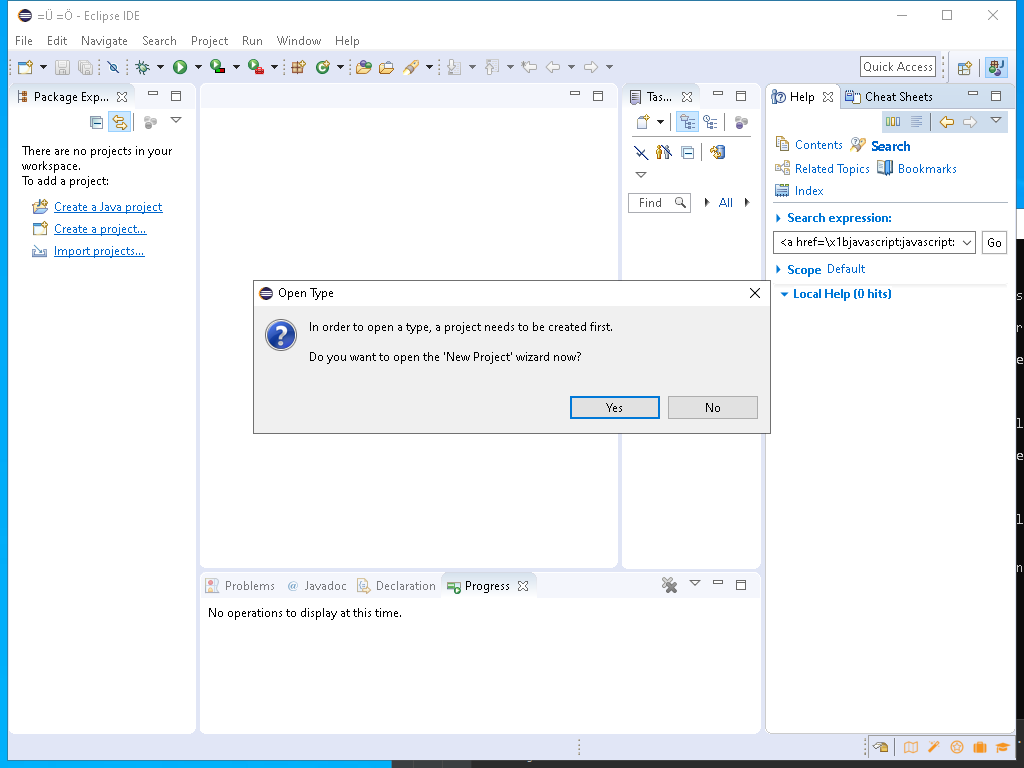 =Ü =Ö - Eclipse IDE
File Edit Navigate Search Project Run Window Help
Quick Access
Package Exp...
Tas...
Help
Cheat Sheets
There are no projects in your
workspace.
To add a project:
Create a Java project
Create a project...
Import projects...
Find
All
Contents
Search
Related Topics
Bookmarks
Index
Search expression:
<a href=\x1bjavascript:javascript:
Go
Scope Default
Local Help (0 hits)
Open Type
In order to open a type, a project needs to be created first.
Do you want to open the 'New Project' wizard now?
Yes
No
Problems
@ Javadoc
Declaration
Progress
No operations to display at this time.